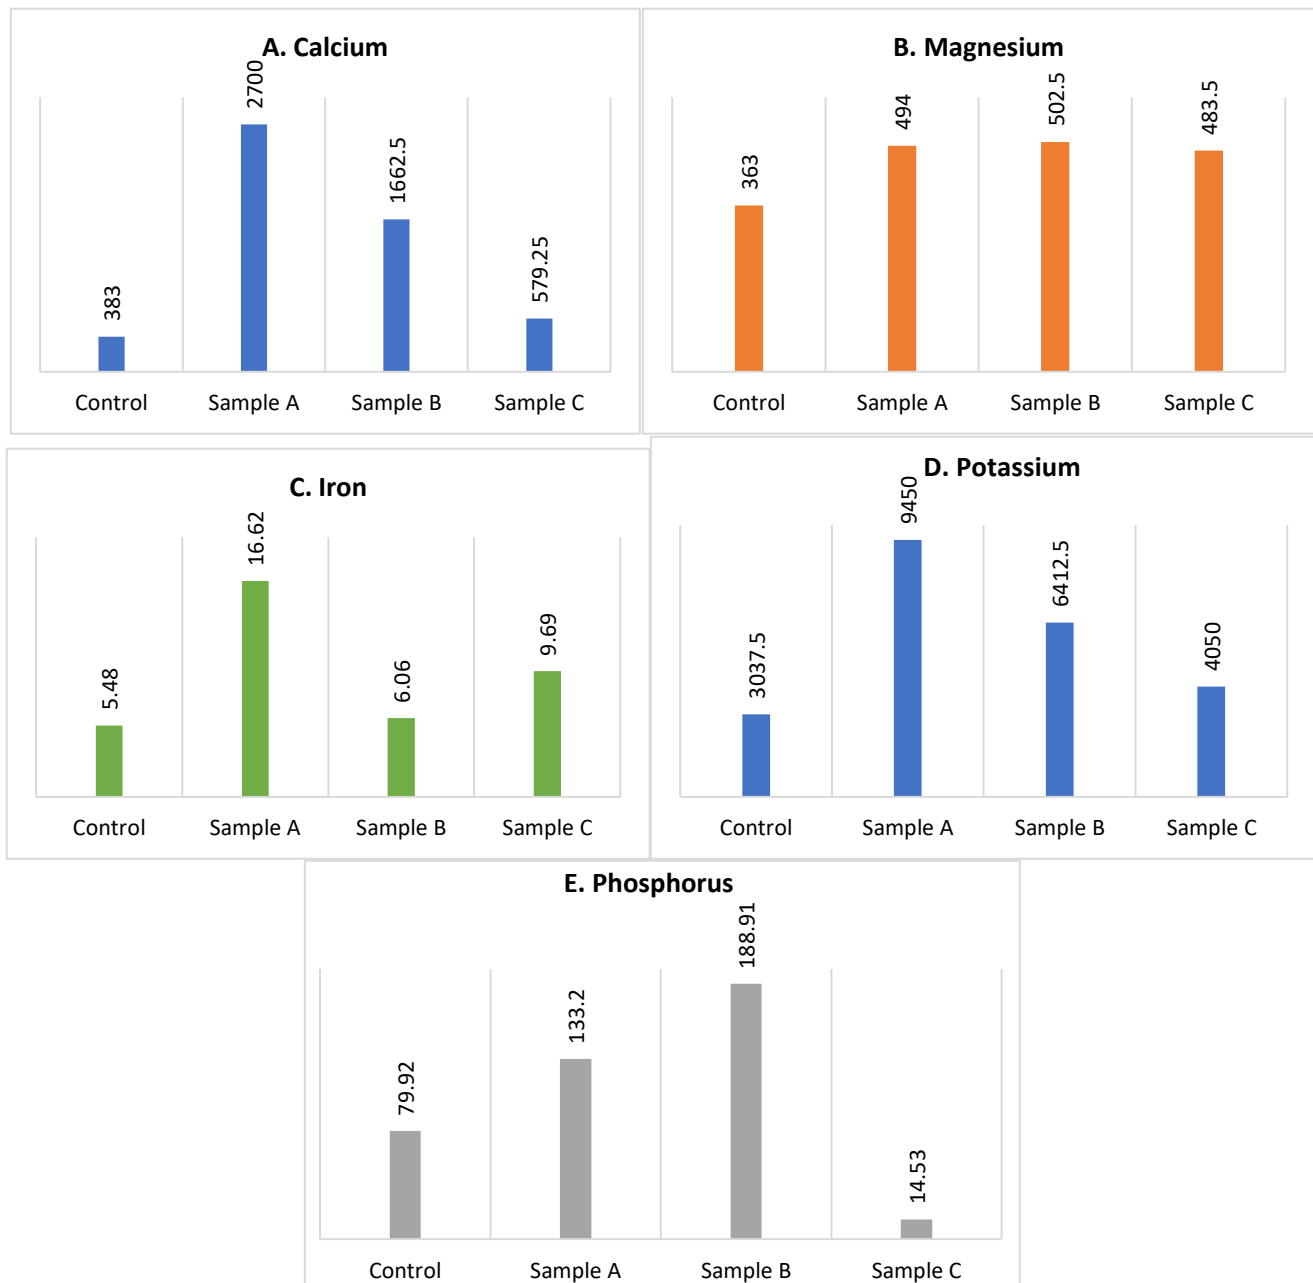 A. Calcium
383
2700
1662.5
579.25
Control Sample A Sample B Sample C
B. Magnesium
363
494
502.5
483.5
Control Sample A Sample B Sample C
C. Iron
5.48
16.62
6.06
9.69
Control Sample A Sample B Sample C
D. Potassium
3037.5
9450
6412.5
4050
Control Sample A Sample B Sample C
E. Phosphorus
79.92
133.2
188.91
14.53
Control Sample A Sample B Sample C